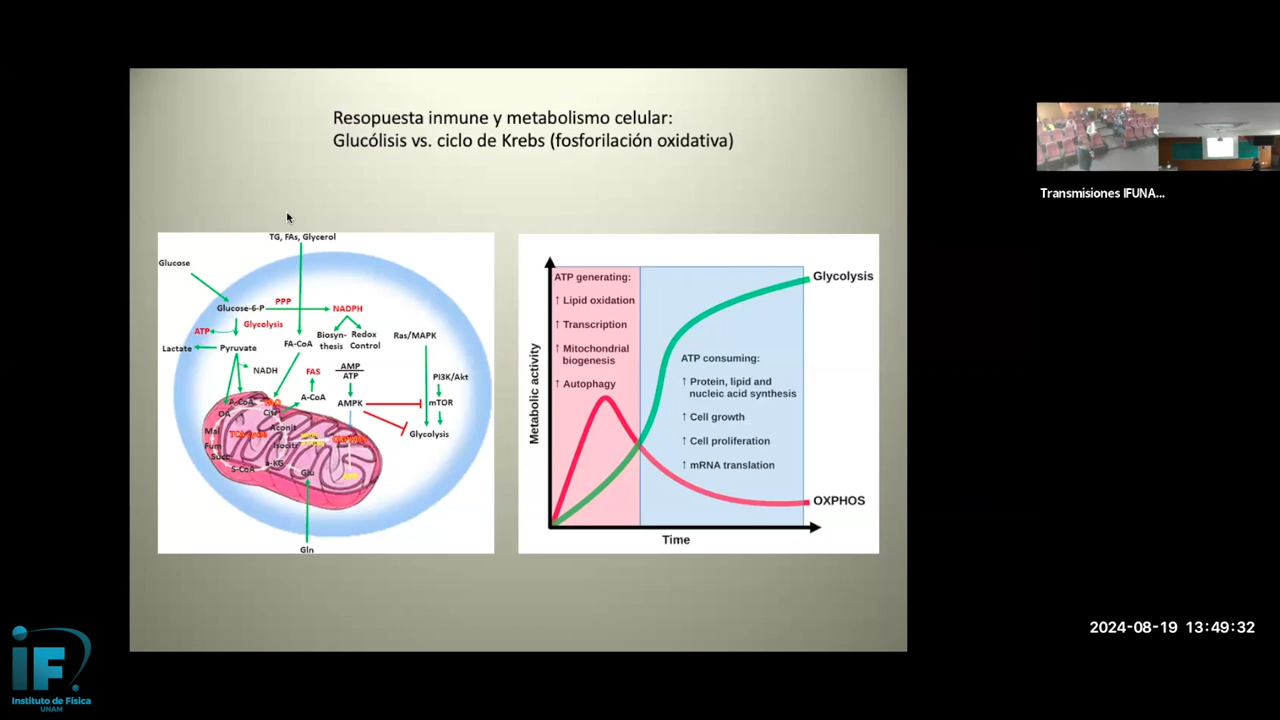 Resopuesta inmune y metabolismo celular:
Glucólisis vs. ciclo de Krebs (fosforilación oxidativa)
Transmisiones IFUNA...
TG, FAs, Glycerol
Glucose
Glucose-6-P
PPP
NADPH
ATP
Glycolysis
Biosyn-
thesis
Redox
Control
Ras/MAPK
Lactate
Pyruvate
FA-CoA
NADH
FAS
AMP
ATP
PI3K/Akt
A-CoA
AMPK
mTOR
A-CoA
OA
Cit
Glycolysis
Mal
Aconit
Fum
Isocitr
Succ
S-CoA
a-KG
Glu
Gln
Metabolic activity
ATP generating:
↑ Lipid oxidation
↑ Transcription
↑ Mitochondrial
biogenesis
↑ Autophagy
Glycolysis
ATP consuming:
↑ Protein, lipid and
nucleic acid synthesis
↑ Cell growth
↑ Cell proliferation
↑ mRNA translation
OXPHOS
Time
2024-08-19 13:49:32
iF
Instituto de Física
UNAM